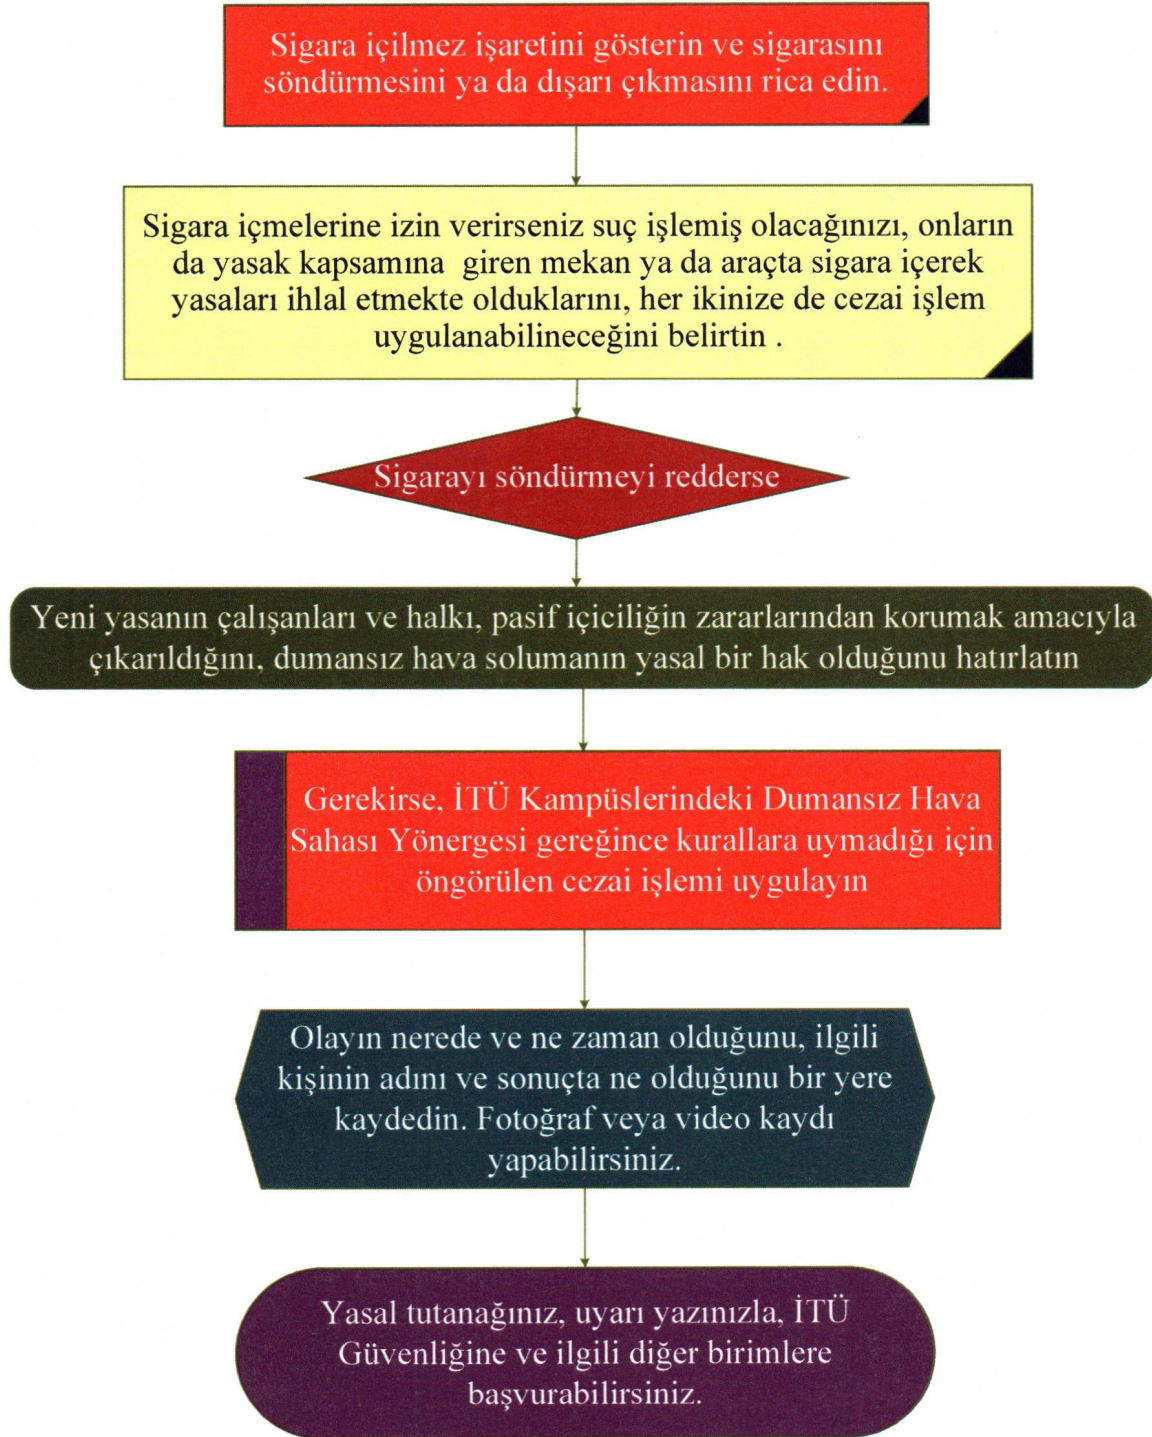 Sigara içilmez işaretini gösterin ve sigarasını
söndürmesini ya da dışarı çıkmasını rica edin.
Sigara içmelerine izin verirseniz suç işlemiş olacağınızı, onların
da yasak kapsamına giren mekan ya da araçta sigara içerek
yasaları ihlal etmekte olduklarını, her ikinize de cezai işlem
uygulanabilineceğini belirtin .
Sigarayı söndürmeyi redderse
Yeni yasanın çalışanları ve halkı, pasif içiciliğin zararlarından korumak amacıyla
çıkarıldığını, dumansız hava solumanın yasal bir hak olduğunu hatırlatın
Gerekirse, İTÜ Kampüslerindeki Dumansız Hava
Sahası Yönergesi gereğince kurallara uymadığı için
öngörülen cezai işlemi uygulayın
Olayın nerede ve ne zaman olduğunu, ilgili
kişinin adını ve sonuçta ne olduğunu bir yere
kaydedin. Fotoğraf veya video kaydı
yapabilirsiniz.
Yasal tutanağınız, uyarı yazınızla, İTÜ
Güvenliğine ve ilgili diğer birimlere
başvurabilirsiniz.